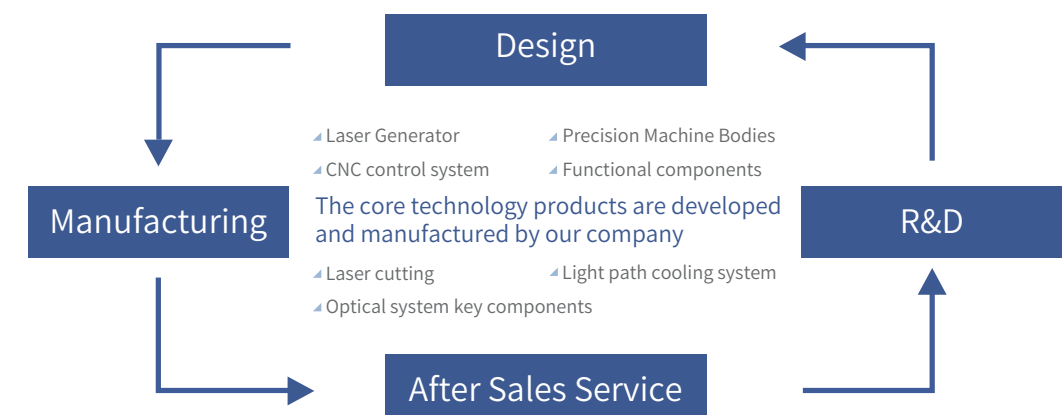 Design
Laser Generator
Precision Machine Bodies
CNC control system
Functional components
Manufacturing
The core technology products are developed
and manufactured by our company
R&D
Laser cutting
Light path cooling system
Optical system key components
After Sales Service